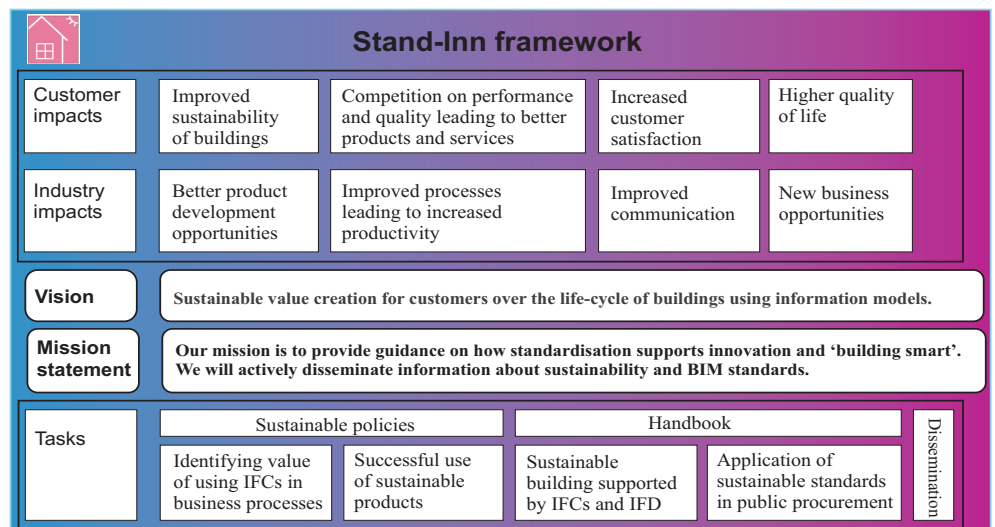 Stand-Inn framework
Customer
impacts
Improved
sustainability
of buildings
Competition on performance
and quality leading to better
products and services
Increased
customer
satisfaction
Higher quality
of life
Industry
impacts
Better product
development
opportunities
Improved processes
leading to increased
productivity
Improved
communication
New business
opportunities
Vision
Sustainable value creation for customers over the life-cycle of buildings using information models.
Mission
statement
Our mission is to provide guidance on how standardisation supports innovation and ‘building smart’.
We will actively disseminate information about sustainability and BIM standards.
Tasks
Sustainable policies
Identifying value
of using IFCs in
business processes
Successful use
of sustainable
products
Handbook
Sustainable
building supported
by IFCs and IFD
Application of
sustainable standards
in public procurement
Dissemination